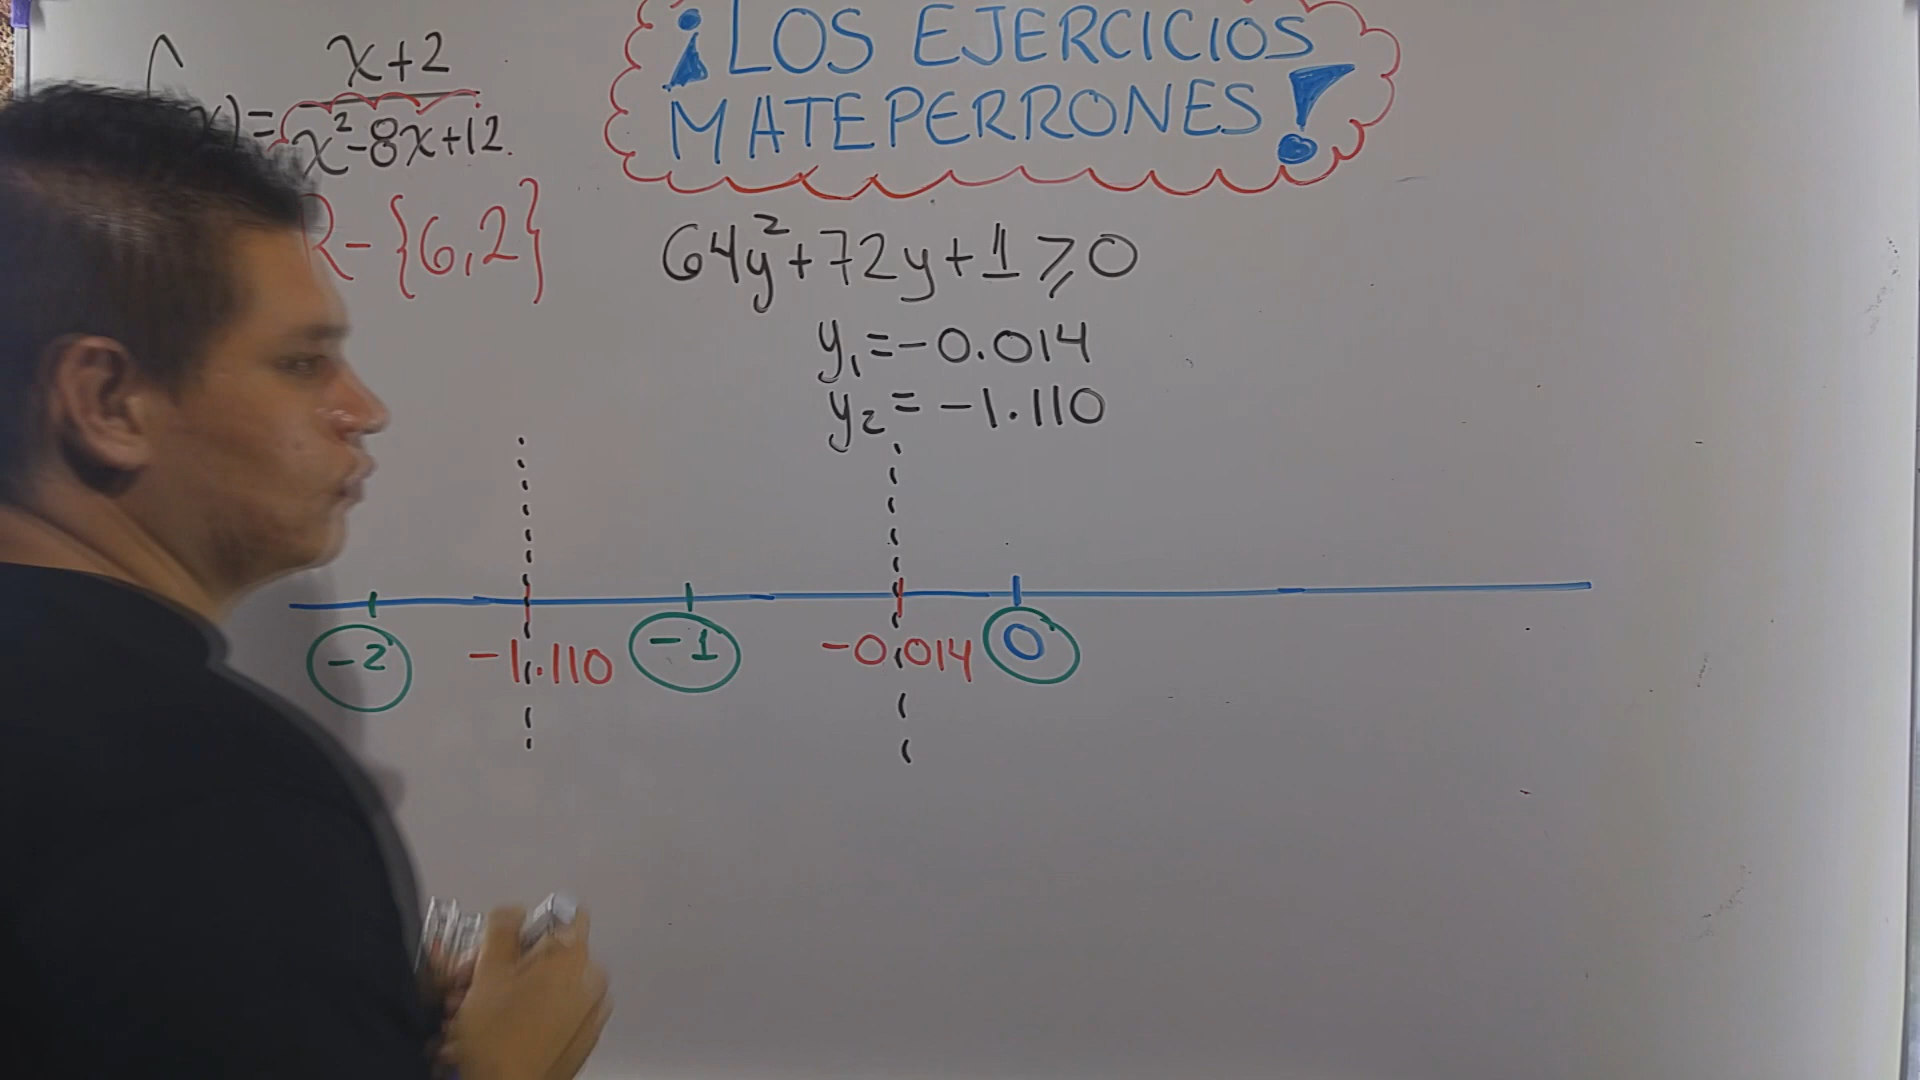 x+2
x)=
x²-8x+12
R-{6,2}
¡LOS EJERCICIOS
MATEPERRONES!
64y²+72y+1≥0
y₁=-0.014
y₂=-1.110
-2 -1.110 -1 -0.014 0